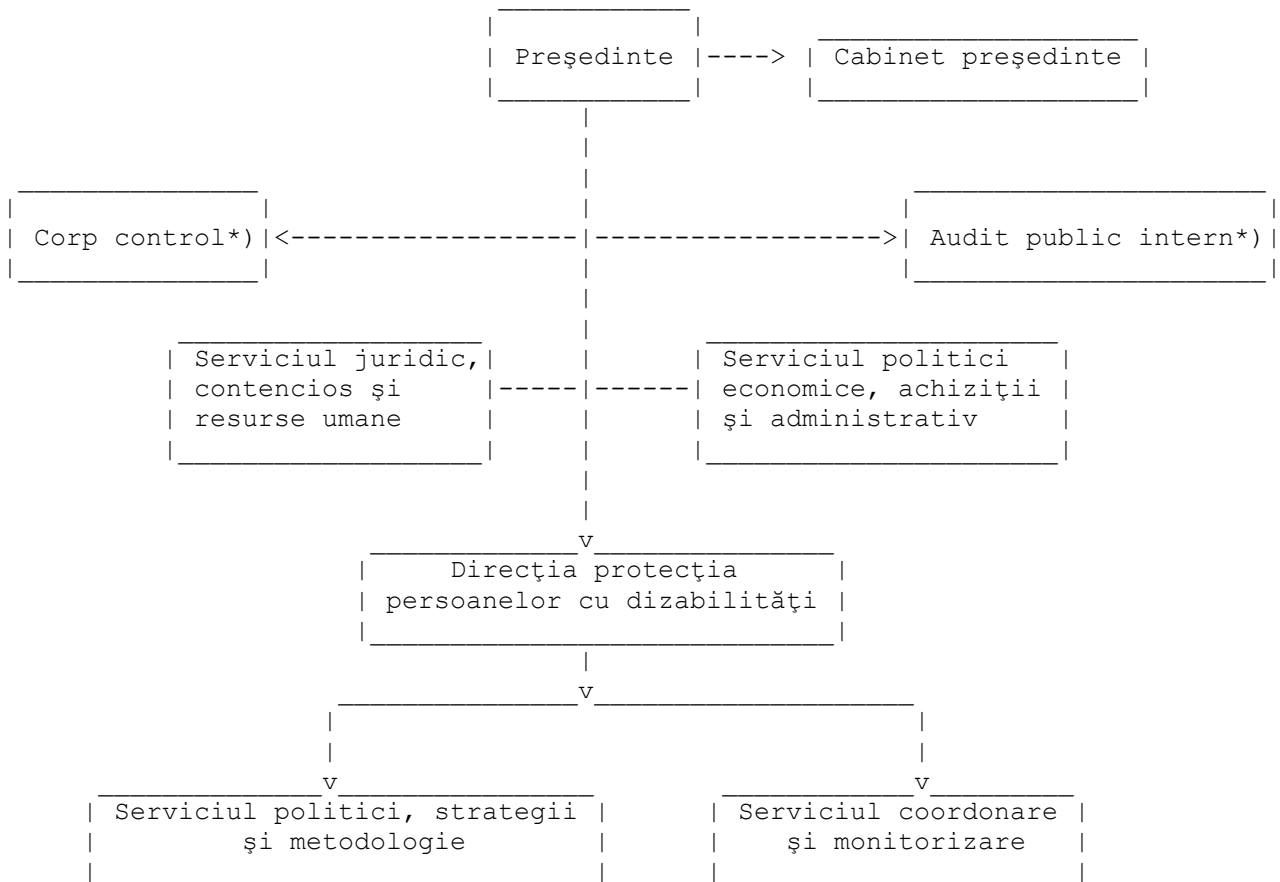 Preşedinte
Cabinet preşedinte
Corp control*)
Audit public intern*)
Serviciul juridic,
contencios şi
resurse umane
Serviciul politici
economice, achiziţii
şi administrativ
Direcţia protecţia
persoanelor cu dizabilităţi
Serviciul politici, strategii
şi metodologie
Serviciul coordonare
şi monitorizare